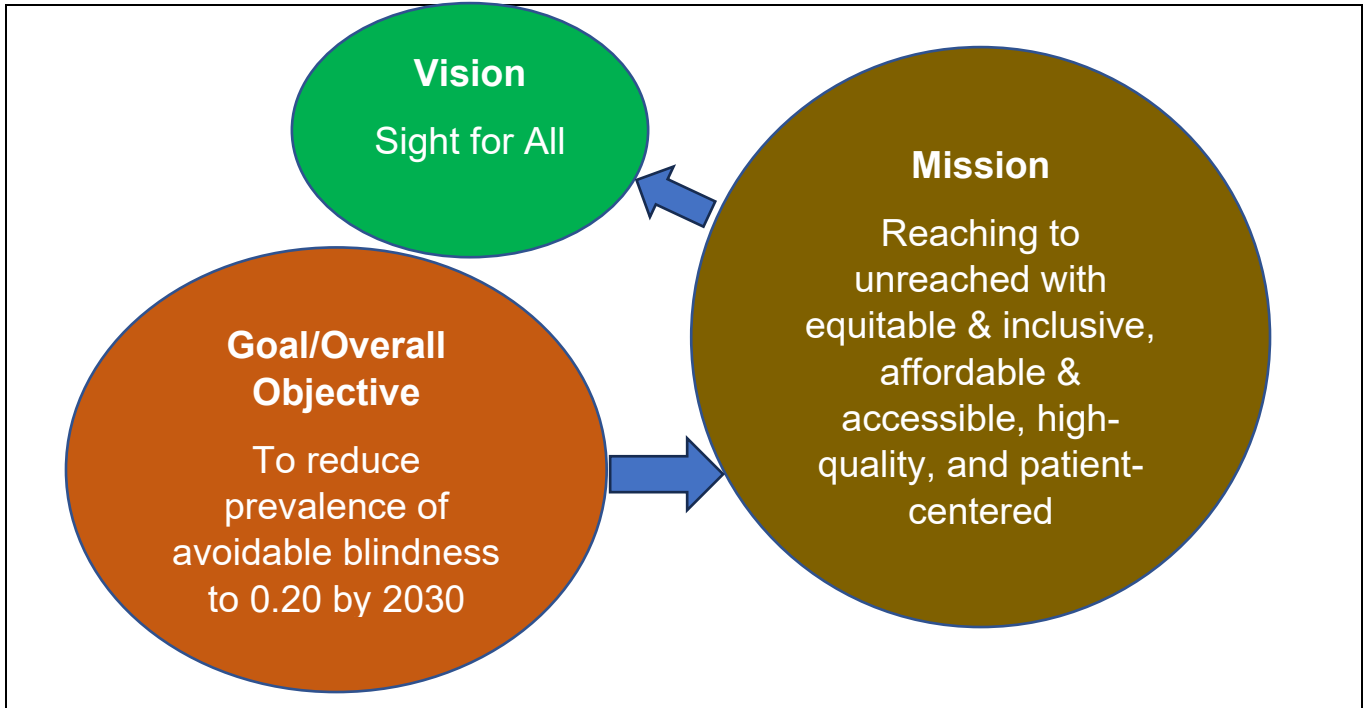 Vision
Sight for All
Mission
Reaching to
unreached with
equitable & inclusive,
affordable &
accessible, high-
quality, and patient-
centered
Goal/Overall
Objective
To reduce
prevalence of
avoidable blindness
to 0.20 by 2030